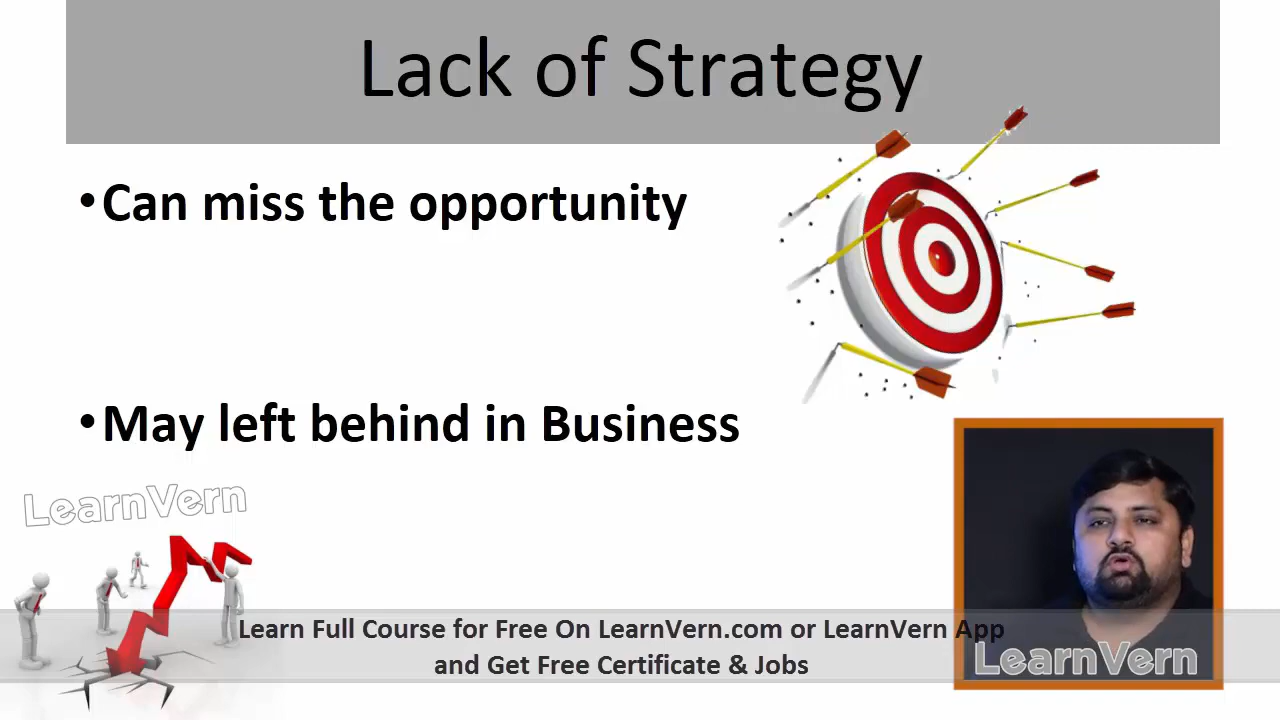 Lack of Strategy
•Can miss the opportunity
•May left behind in Business
LearnVern
Learn Full Course for Free On LearnVern.com or LearnVern App
and Get Free Certificate & Jobs
LearnVern